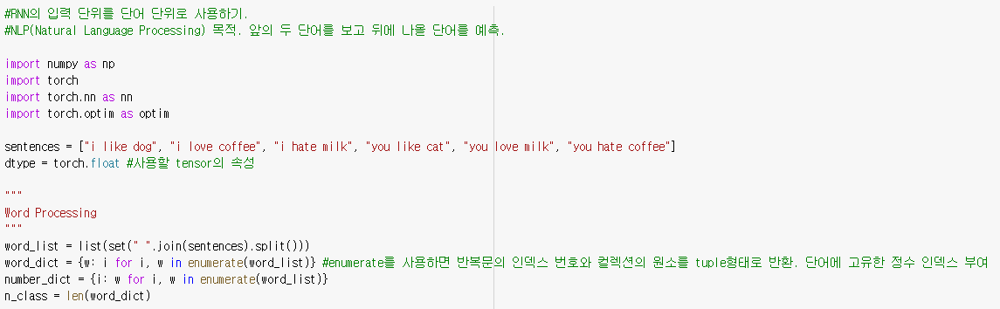 #RNN의 입력 단위를 단어 단위로 사용하기.
#NLP(Natural Language Processing) 목적. 앞의 두 단어를 보고 뒤에 나올 단어를 예측.
import numpy as np
import torch
import torch.nn as nn
import torch.optim as optim
sentences = ["i like dog", "i love coffee", "i hate milk", "you like cat", "you love milk", "you hate coffee"]
dtype = torch.float #사용할 tensor의 속성
"""
Word Processing
"""
word_list = list(set(" ".join(sentences).split()))
word_dict = {w: i for i, w in enumerate(word_list)} #enumerate를 사용하면 반복문의 인덱스 번호와 컬렉션의 원소를 tuple형태로 반환. 단어에 고유한 정수 인덱스 부여
number_dict = {i: w for i, w in enumerate(word_list)}
n_class = len(word_dict)